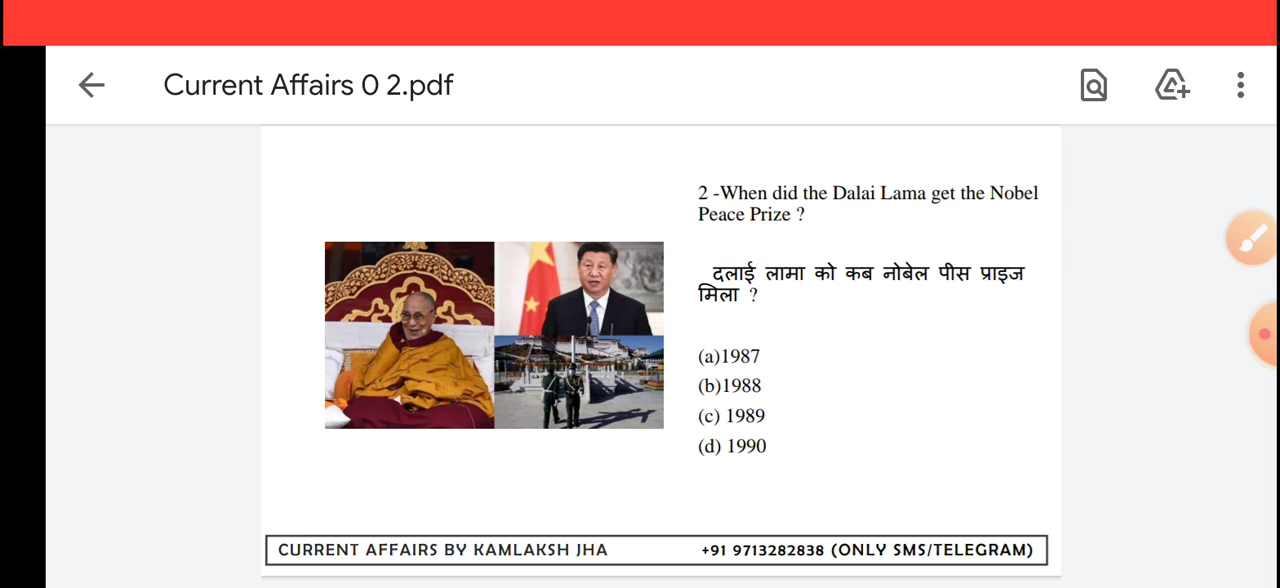 Current Affairs 0 2.pdf
2 -When did the Dalai Lama get the Nobel
Peace Prize ?
दलाई लामा को कब नोबेल पीस प्राइज
मिला ?
(a)1987
(b)1988
(c) 1989
(d) 1990
CURRENT AFFAIRS BY KAMLAKSH JHA +91 9713282838 (ONLY SMS/TELEGRAM)